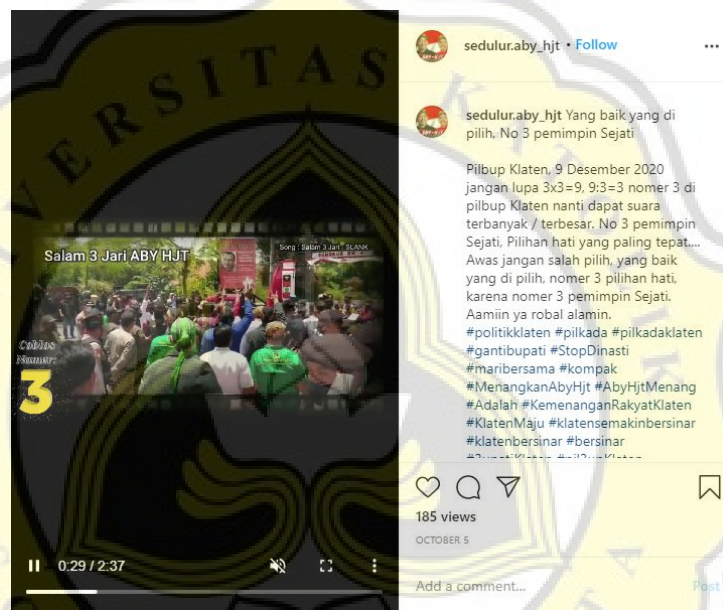 sedulur.aby_hjt • Follow
sedulur.aby_hjt Yang baik yang di
pilih, No 3 pemimpin Sejati
Pilbup Klaten, 9 Desember 2020
jangan lupa 3x3=9, 9:3=3 nomer 3 di
pilbup Klaten nanti dapat suara
terbanyak / terbesar. No 3 pemimpin
Sejati, Pilihan hati yang paling tepat....
Awas jangan salah pilih, yang baik
yang di pilih, nomer 3 pilihan hati,
karena nomer 3 pemimpin Sejati.
Aamiin ya robal alamin.
#politikklaten #pilkada #pilkadaklaten
#gantibupati #StopDinasti
#maribersama #kompak
#MenangkanAbyHjt #AbyHjtMenang
#Adalah #KemenanganRakyatKlaten
#KlatenMaju #klatensemakinbersinar
#klatenbersinar #bersinar
185 views
OCTOBER 5
Add a comment...
Post
Salam 3 Jari ABY HJT
Song : Salam 3 Jari - SLANK
Coblos
Nomer:
3
0:29 / 2:37
ERSITAS
K A T